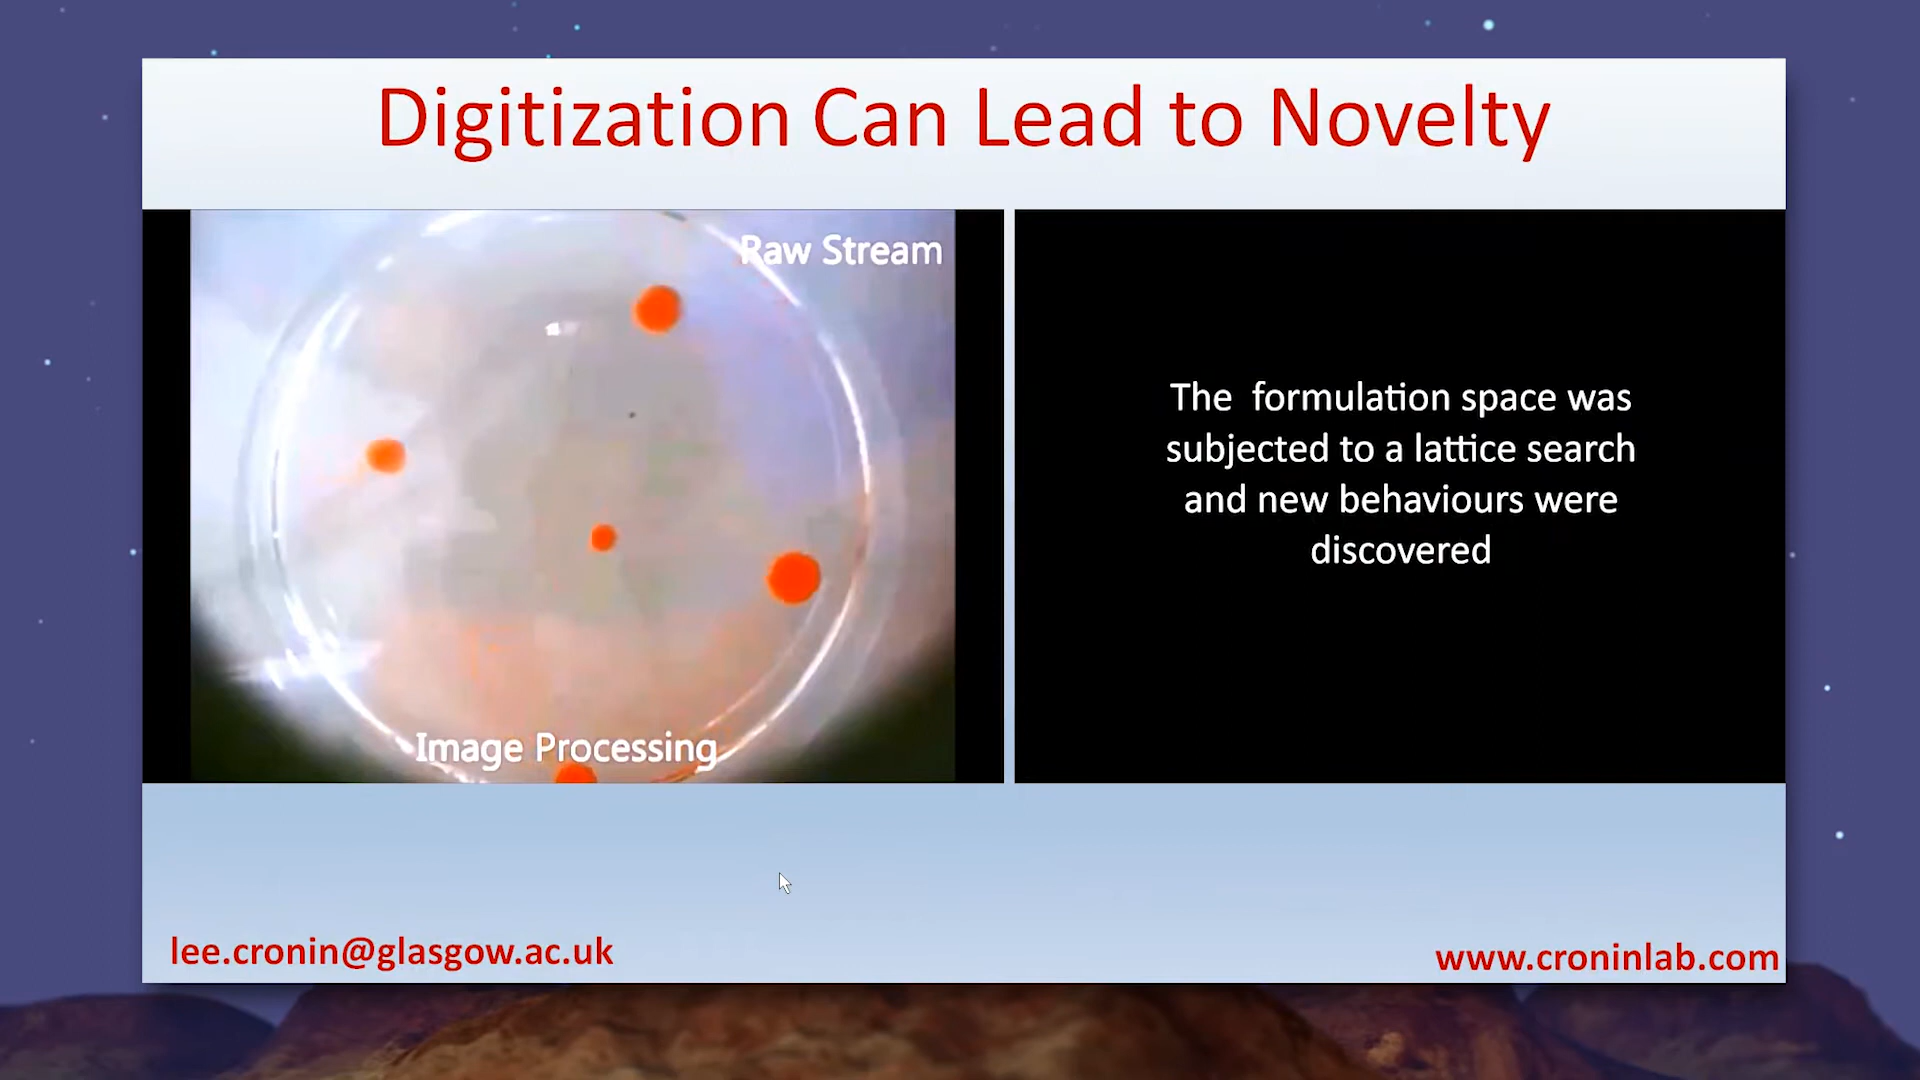 Digitization Can Lead to Novelty
Raw Stream
Image Processing
The  formulation space was
subjected to a lattice search
and new behaviours were
discovered
lee.cronin@glasgow.ac.uk
www.croninlab.com